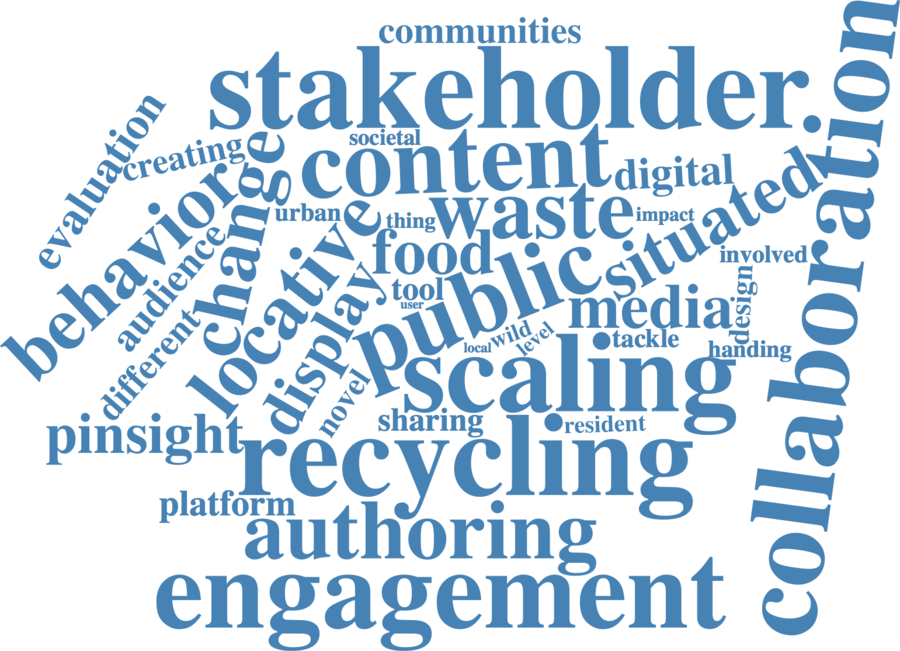 communities
stakeholder
collaboration
societal
evaluation
creating
content
digital
change
behavior
urban
thing
waste
impact
situated
locative
food
public
involved
audience
tool
user
display
media
design
different
local
wild
level
tackle
handing
scaling
novel
sharing
resident
pinsight
recycling
platform
authoring
engagement